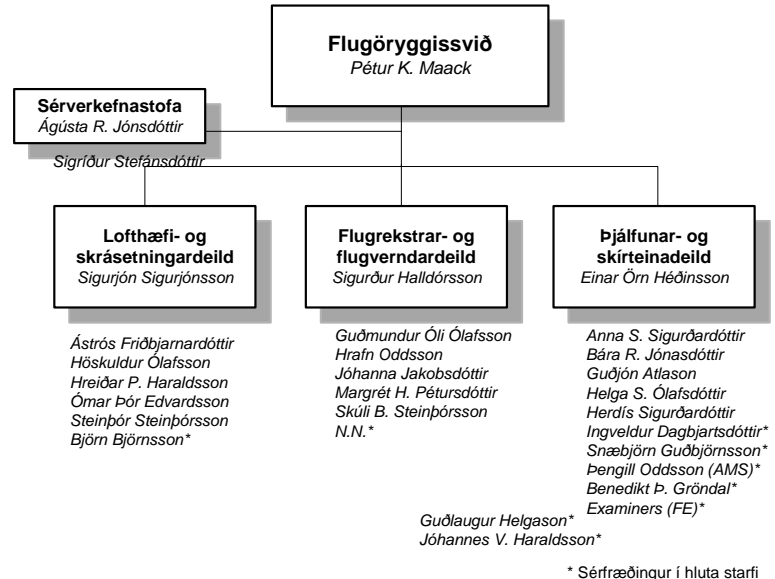 Flugöryggissvið
Pétur K. Maack
Sérverkefnastofa
Ágústa R. Jónsdóttir
Sigríður Stefánsdóttir
Lofthæfi- og
skrásetningardeild
Sigurjón Sigurjónsson
Ástrós Friðbjarnardóttir
Höskuldur Ólafsson
Hreiðar P. Haraldsson
Ómar Þór Edvardsson
Steinþór Steinþórsson
Björn Björnsson*
Flugrekstrar- og
flugverndardeild
Sigurður Halldórsson
Guðmundur Óli Ólafsson
Hrafn Oddsson
Jóhanna Jakobsdóttir
Margrét H. Pétursdóttir
Skúli B. Steinþórsson
N.N.*
Þjálfunar- og
skírteinadeild
Einar Örn Héðinsson
Anna S. Sigurðardóttir
Bára R. Jónasdóttir
Guðjón Atlason
Helga S. Ólafsdóttir
Herdís Sigurðardóttir
Ingveldur Dagbjartsdóttir*
Snæbjörn Guðbjörnsson*
Þengill Oddsson (AMS)*
Benedikt Þ. Gröndal*
Examiners (FE)*
Guðlaugur Helgason*
Jóhannes V. Haraldsson*
* Sérfræðingur í hluta starfi